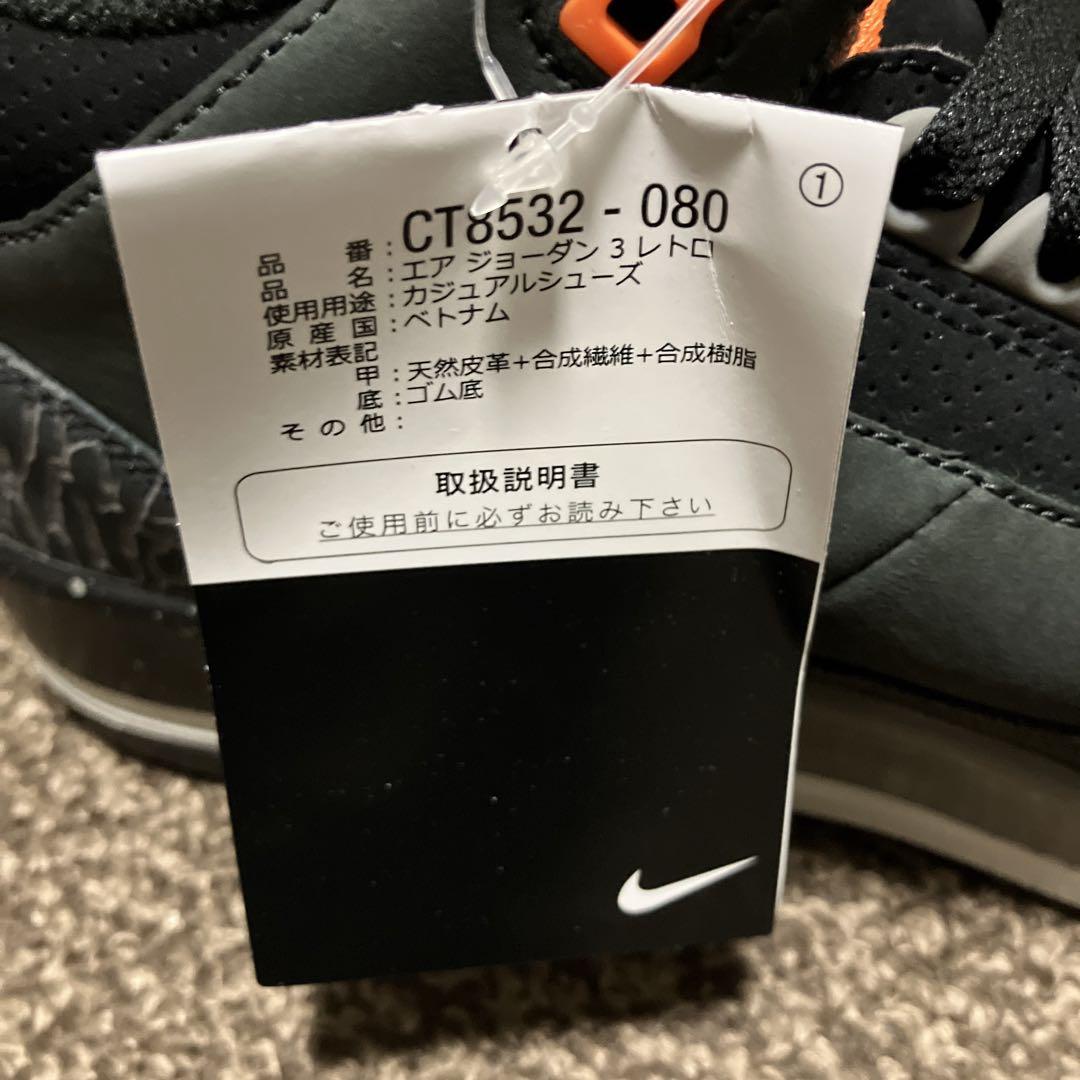 ①
品 番 : CT8532 - 080
品 名 : エア ジョーダン 3 レトロ
使用用途 : カジュアルシューズ
原 産 国 : ベトナム
素材表記
甲 : 天然皮革+合成繊維+合成樹脂
底 : ゴム底
そ の 他 :
取扱説明書
ご使用前に必ずお読み下さい